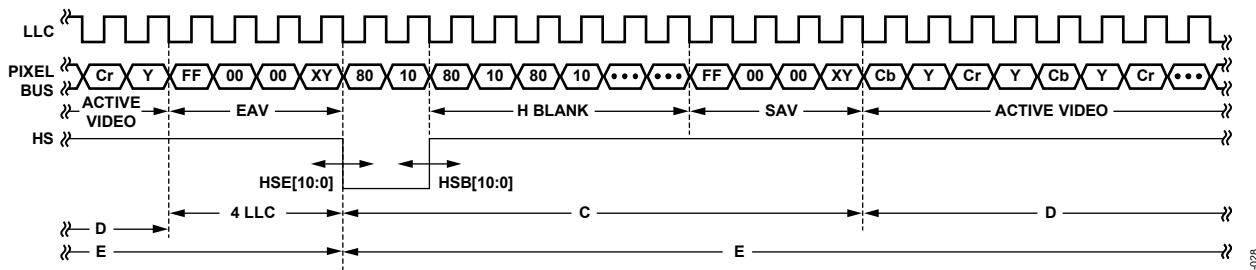 LLC
PIXEL BUS Cr Y FF 00 00 XY 80 10 80 10 80 10 ••• ••• FF 00 00 XY Cb Y Cr Y Cb Y Cr •••
ACTIVE VIDEO EAV H BLANK SAV ACTIVE VIDEO
HS
HSE[10:0] HSB[10:0]
4 LLC C D
D
E E
-028